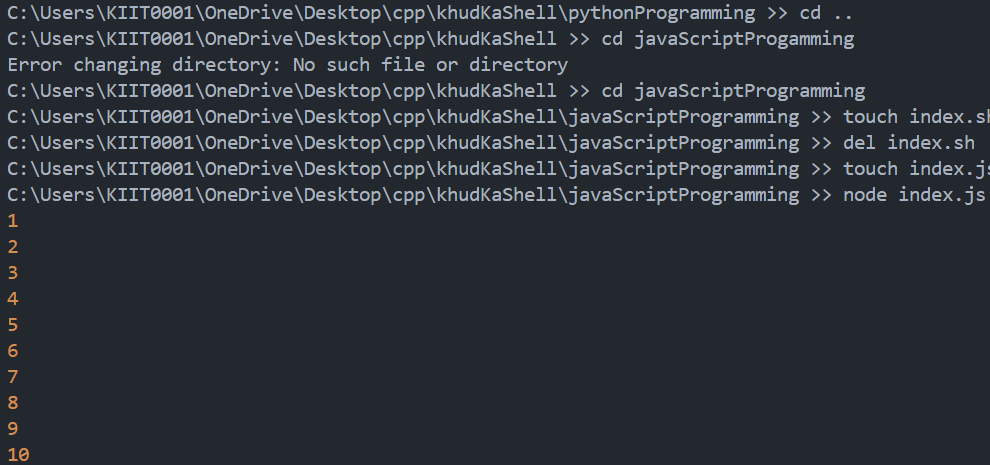 C:\Users\KIIT0001\OneDrive\Desktop\cpp\khudKaShell\pythonProgramming >> cd ..
C:\Users\KIIT0001\OneDrive\Desktop\cpp\khudKaShell >> cd javaScriptProgamming
Error changing directory: No such file or directory
C:\Users\KIIT0001\OneDrive\Desktop\cpp\khudKaShell >> cd javaScriptProgramming
C:\Users\KIIT0001\OneDrive\Desktop\cpp\khudKaShell\javaScriptProgramming >> touch index.sh
C:\Users\KIIT0001\OneDrive\Desktop\cpp\khudKaShell\javaScriptProgramming >> del index.sh
C:\Users\KIIT0001\OneDrive\Desktop\cpp\khudKaShell\javaScriptProgramming >> touch index.js
C:\Users\KIIT0001\OneDrive\Desktop\cpp\khudKaShell\javaScriptProgramming >> node index.js
1
2
3
4
5
6
7
8
9
10